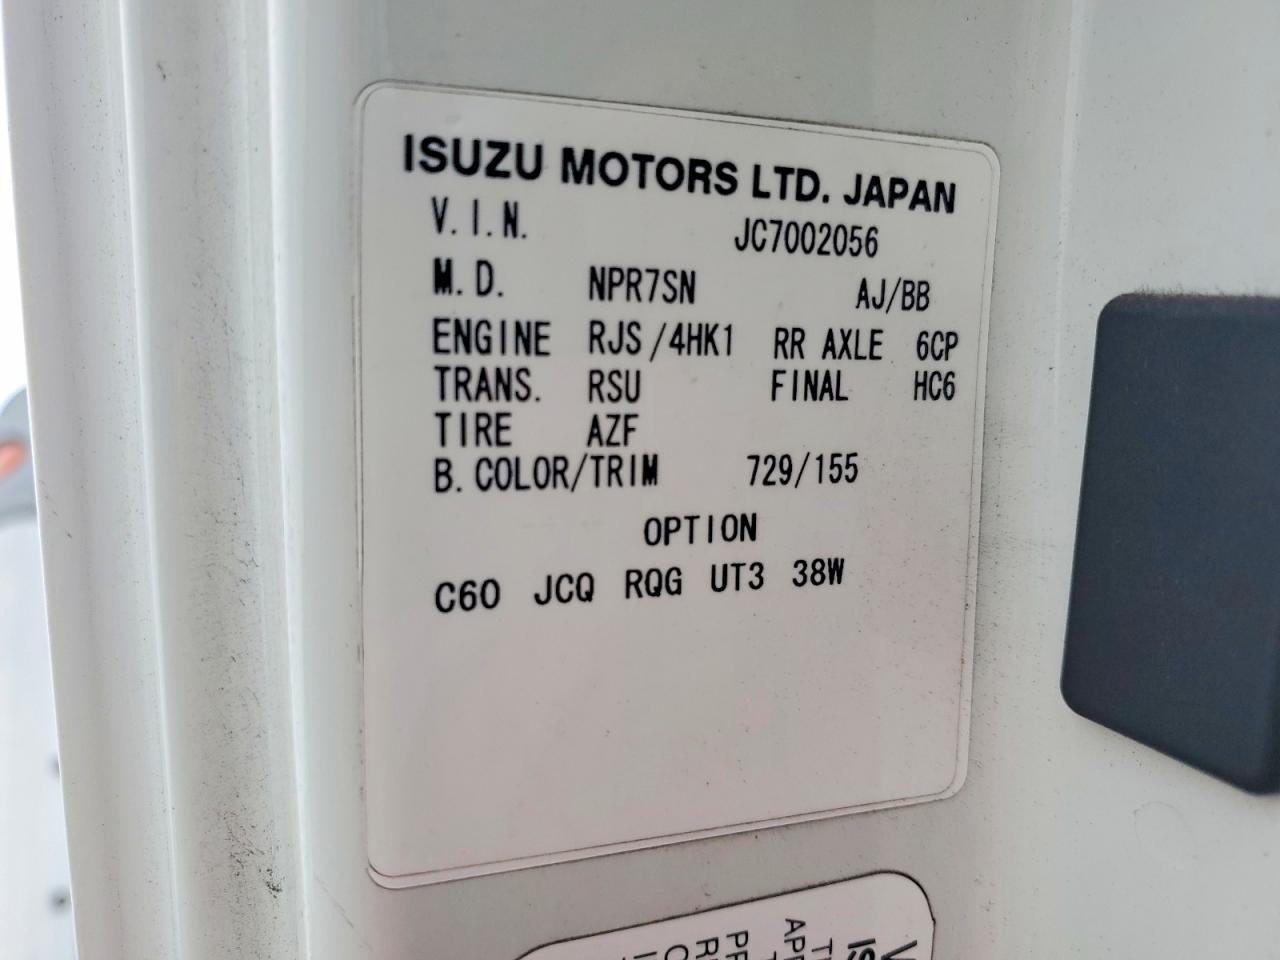 ISUZU MOTORS LTD. JAPAN
V.I.N. JC7002056
M.D. NPR7SN AJ/BB
ENGINE RJS/4HK1 RR AXLE 6CP
TRANS. RSU FINAL HC6
TIRE AZF
B.COLOR/TRIM 729/155
OPTION
C60 JCQ RQG UT3 38W